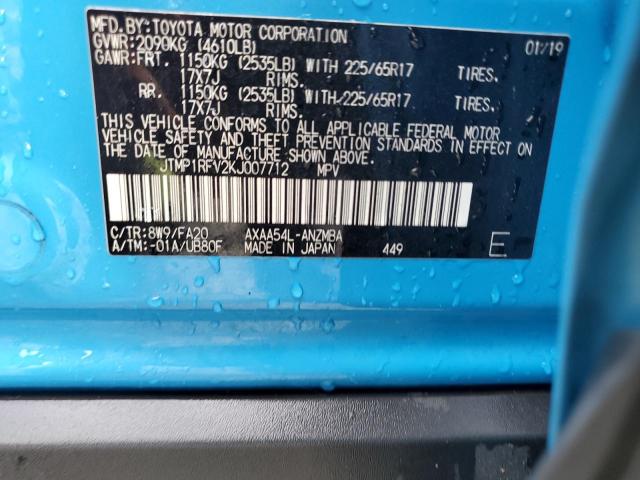 MFD.BY:TOYOTA MOTOR CORPORATION 01/19
GVWR:2090KG (4610LB)
GAWR:FRT. 1150KG (2535LB) WITH 225/65R17 TIRES.
17X7J RIMS.
RR. 1150KG (2535LB) WITH 225/65R17 TIRES.
17X7J RIMS.
THIS VEHICLE CONFORMS TO ALL APPLICABLE FEDERAL MOTOR
VEHICLE SAFETY AND THEFT PREVENTION STANDARDS IN EFFECT ON
THE DATE OF MANUFACTURE SHOWN ABOVE.
JTMP1RFV2KJ007712 MPV
C/TR:8W9/FA20 AXAA54L-ANZMBA
A/TM:-01A/UB80F MADE IN JAPAN 449 E